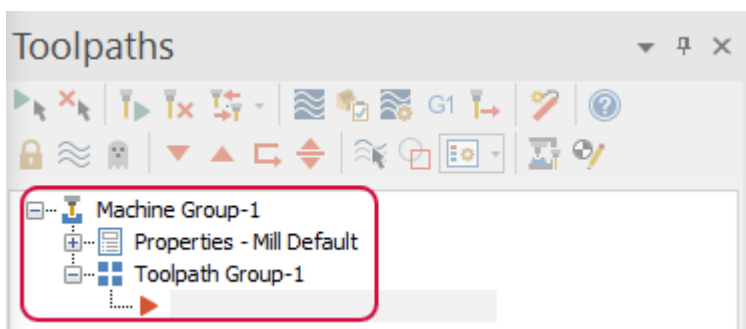 Toolpaths
G1
Machine Group-1
Properties - Mill Default
Toolpath Group-1